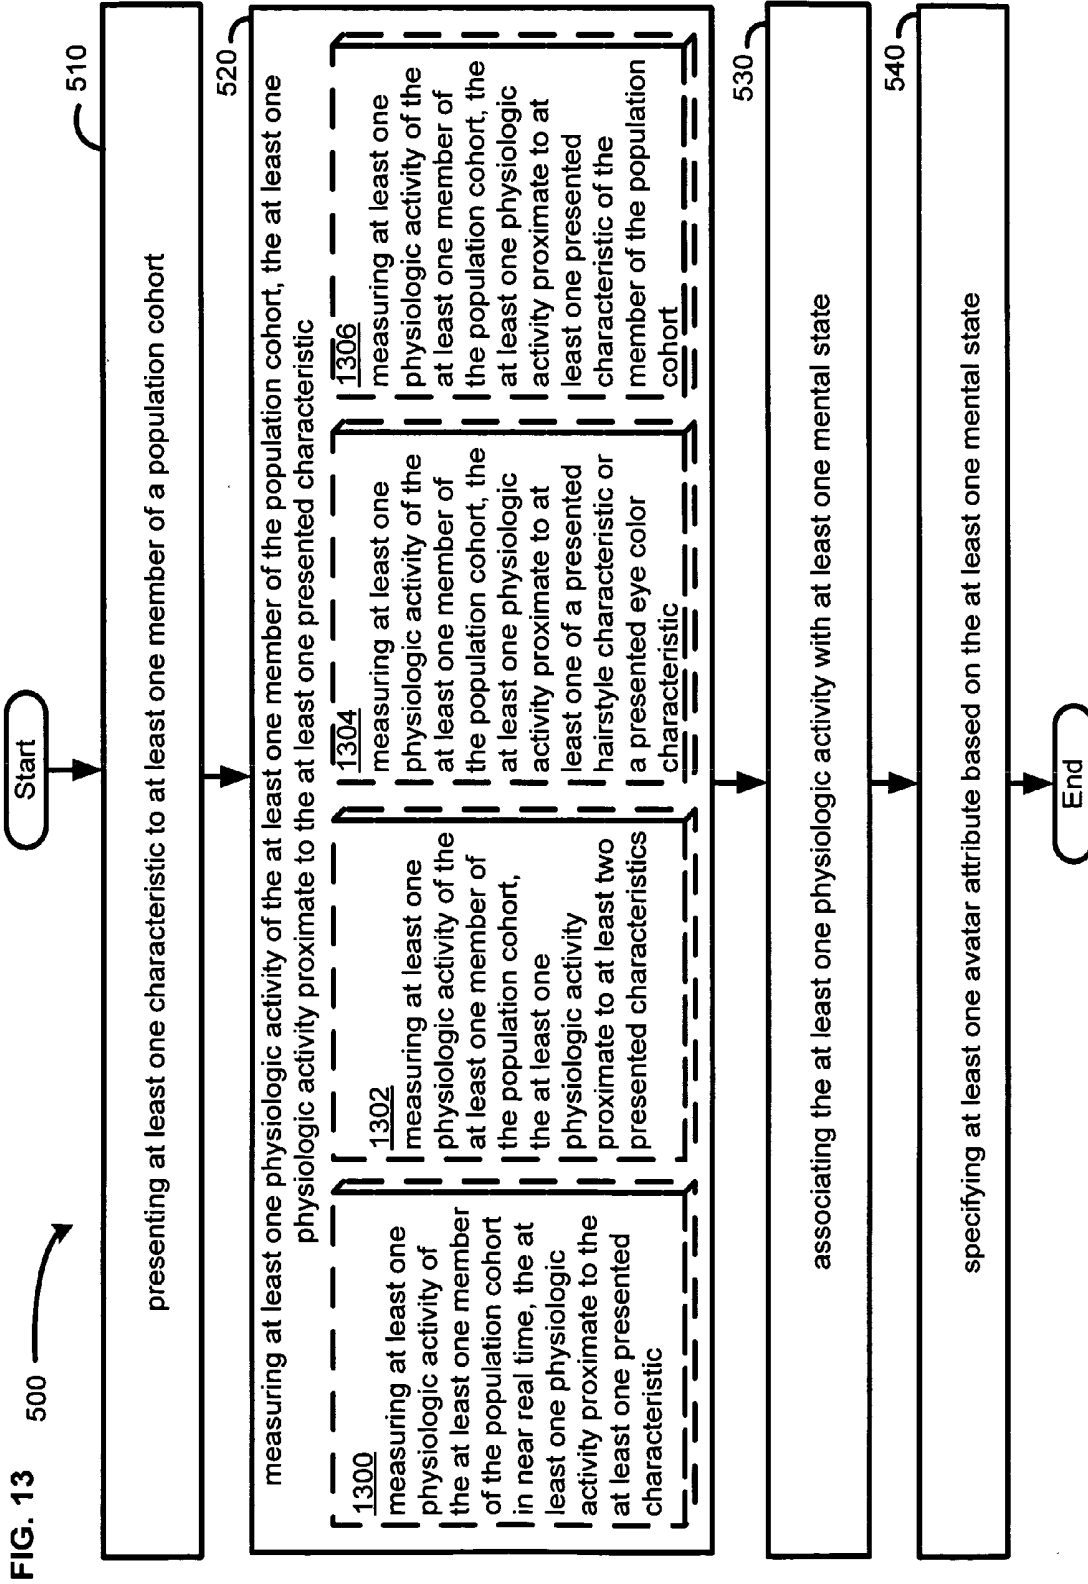 FIG. 13
500
Start
510
presenting at least one characteristic to at least one member of a population cohort
520
measuring at least one physiologic activity of the at least one member of the population cohort, the at least one
physiologic activity proximate to the at least one presented characteristic
1300
measuring at least one
physiologic activity of
the at least one member
of the population cohort
in near real time, the at
least one physiologic
activity proximate to the
at least one presented
characteristic
1302
measuring at least one
physiologic activity of the
at least one member of
the population cohort,
the at least one
physiologic activity
proximate to at least two
presented characteristics
1304
measuring at least one
physiologic activity of the
at least one member of
the population cohort, the
at least one physiologic
activity proximate to at
least one of a presented
hairstyle characteristic or
a presented eye color
characteristic
1306
measuring at least one
physiologic activity of the
at least one member of
the population cohort, the
at least one physiologic
activity proximate to at
least one presented
characteristic of the
member of the population
cohort
530
associating the at least one physiologic activity with at least one mental state
540
specifying at least one avatar attribute based on the at least one mental state
End